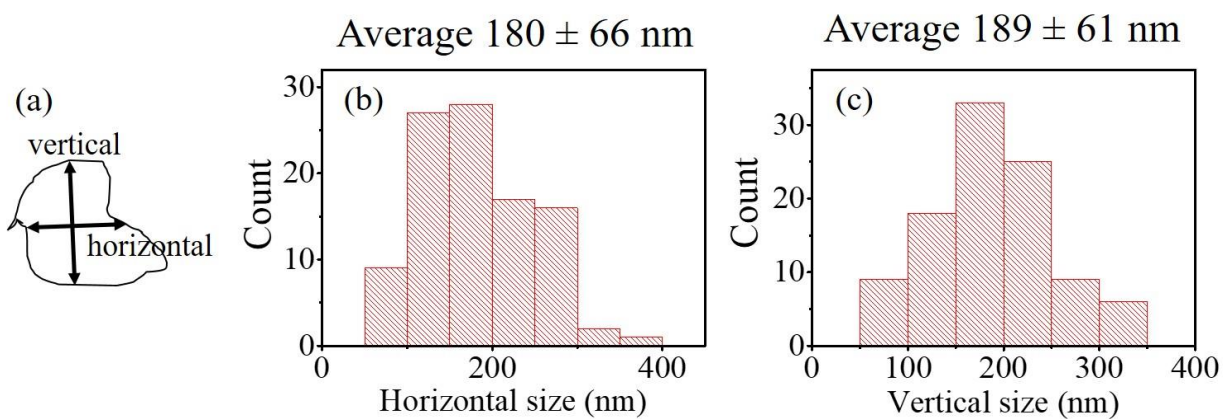 (a)
vertical
horizontal
Average 180 ± 66 nm
(b)
Count
30
20
10
0
0
200
400
Horizontal size (nm)
Average 189 ± 61 nm
(c)
Count
30
20
10
0
0
100
200
300
400
Vertical size (nm)